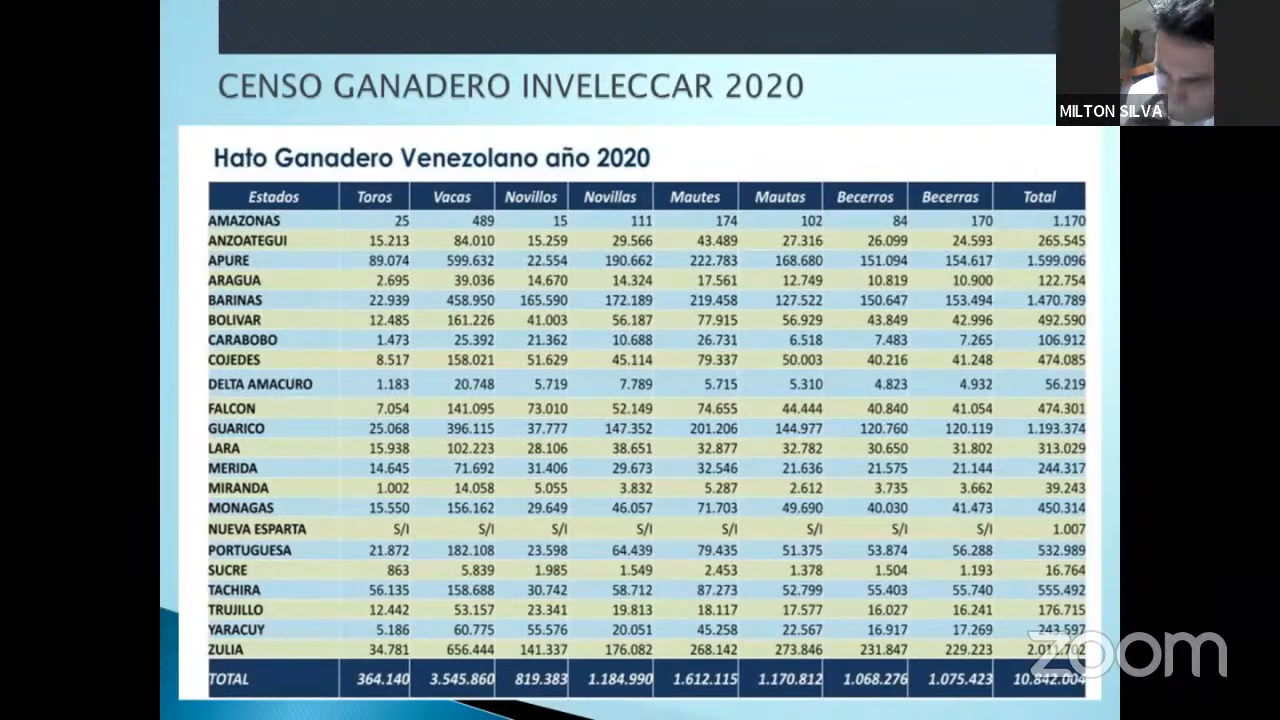 CENSO GANADERO INVELECCAR 2020
MILTON SILVA
Hato Ganadero Venezolano año 2020
Estados Toros Vacas Novillos Novillas Mautes Mautas Becerros Becerras Total
AMAZONAS 25 489 15 111 174 102 84 170 1.170
ANZOATEGUI 15.213 84.010 15.259 29.566 43.489 27.316 26.099 24.593 265.545
APURE 89.074 599.632 22.554 190.662 222.783 168.680 151.094 154.617 1.599.096
ARAGUA 2.695 39.036 14.670 14.324 17.561 12.749 10.819 10.900 122.754
BARINAS 22.939 458.950 165.590 172.189 219.458 127.522 150.647 153.494 1.470.789
BOLIVAR 12.485 161.226 41.003 56.187 77.915 56.929 43.849 42.996 492.590
CARABOBO 1.473 25.392 21.362 10.688 26.731 6.518 7.483 7.265 106.912
COJEDES 8.517 158.021 51.629 45.114 79.337 50.003 40.216 41.248 474.085
DELTA AMACURO 1.183 20.748 5.719 7.789 5.715 5.310 4.823 4.932 56.219
FALCON 7.054 141.095 73.010 52.149 74.655 44.444 40.840 41.054 474.301
GUARICO 25.068 396.115 37.777 147.352 201.206 144.977 120.760 120.119 1.193.374
LARA 15.938 102.223 28.106 38.651 32.877 32.782 30.650 31.802 313.029
MERIDA 14.645 71.692 31.406 29.673 32.546 21.636 21.575 21.144 244.317
MIRANDA 1.002 14.058 5.055 3.832 5.287 2.612 3.735 3.662 39.243
MONAGAS 15.550 156.162 29.649 46.057 71.703 49.690 40.030 41.473 450.314
NUEVA ESPARTA S/I S/I S/I S/I S/I S/I S/I S/I 1.007
PORTUGUESA 21.872 182.108 23.598 64.439 79.435 51.375 53.874 56.288 532.989
SUCRE 863 5.839 1.985 1.549 2.453 1.378 1.504 1.193 16.764
TACHIRA 56.135 158.688 30.742 58.712 87.273 52.799 55.403 55.740 555.492
TRUJILLO 12.442 53.157 23.341 19.813 18.117 17.577 16.027 16.241 176.715
YARACUY 5.186 60.775 55.576 20.051 45.258 22.567 16.917 17.269 243.597
ZULIA 34.781 656.444 141.337 176.082 268.142 273.846 231.847 229.223 2.011.702
TOTAL 364.140 3.545.860 819.383 1.184.990 1.612.115 1.170.812 1.068.276 1.075.423 10.842.004
zoom